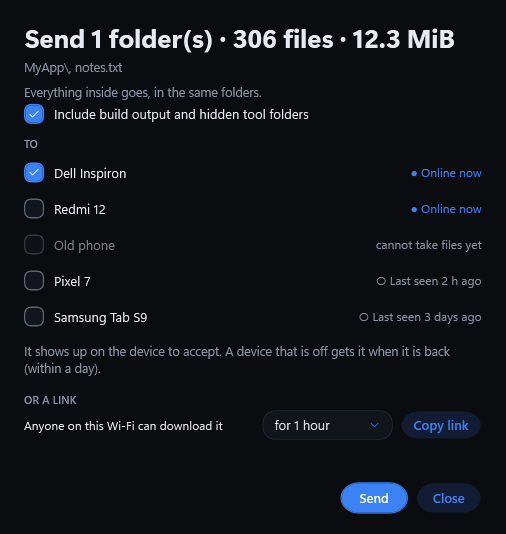 Send 1 folder(s) · 306 files · 12.3 MiB
MyApp\, notes.txt
Everything inside goes, in the same folders.
Include build output and hidden tool folders
TO
Dell Inspiron
Online now
Redmi 12
Online now
Old phone
cannot take files yet
Pixel 7
Last seen 2 h ago
Samsung Tab S9
Last seen 3 days ago
It shows up on the device to accept. A device that is off gets it when it is back
(within a day).
OR A LINK
Anyone on this Wi-Fi can download it
for 1 hour
Copy link
Send
Close